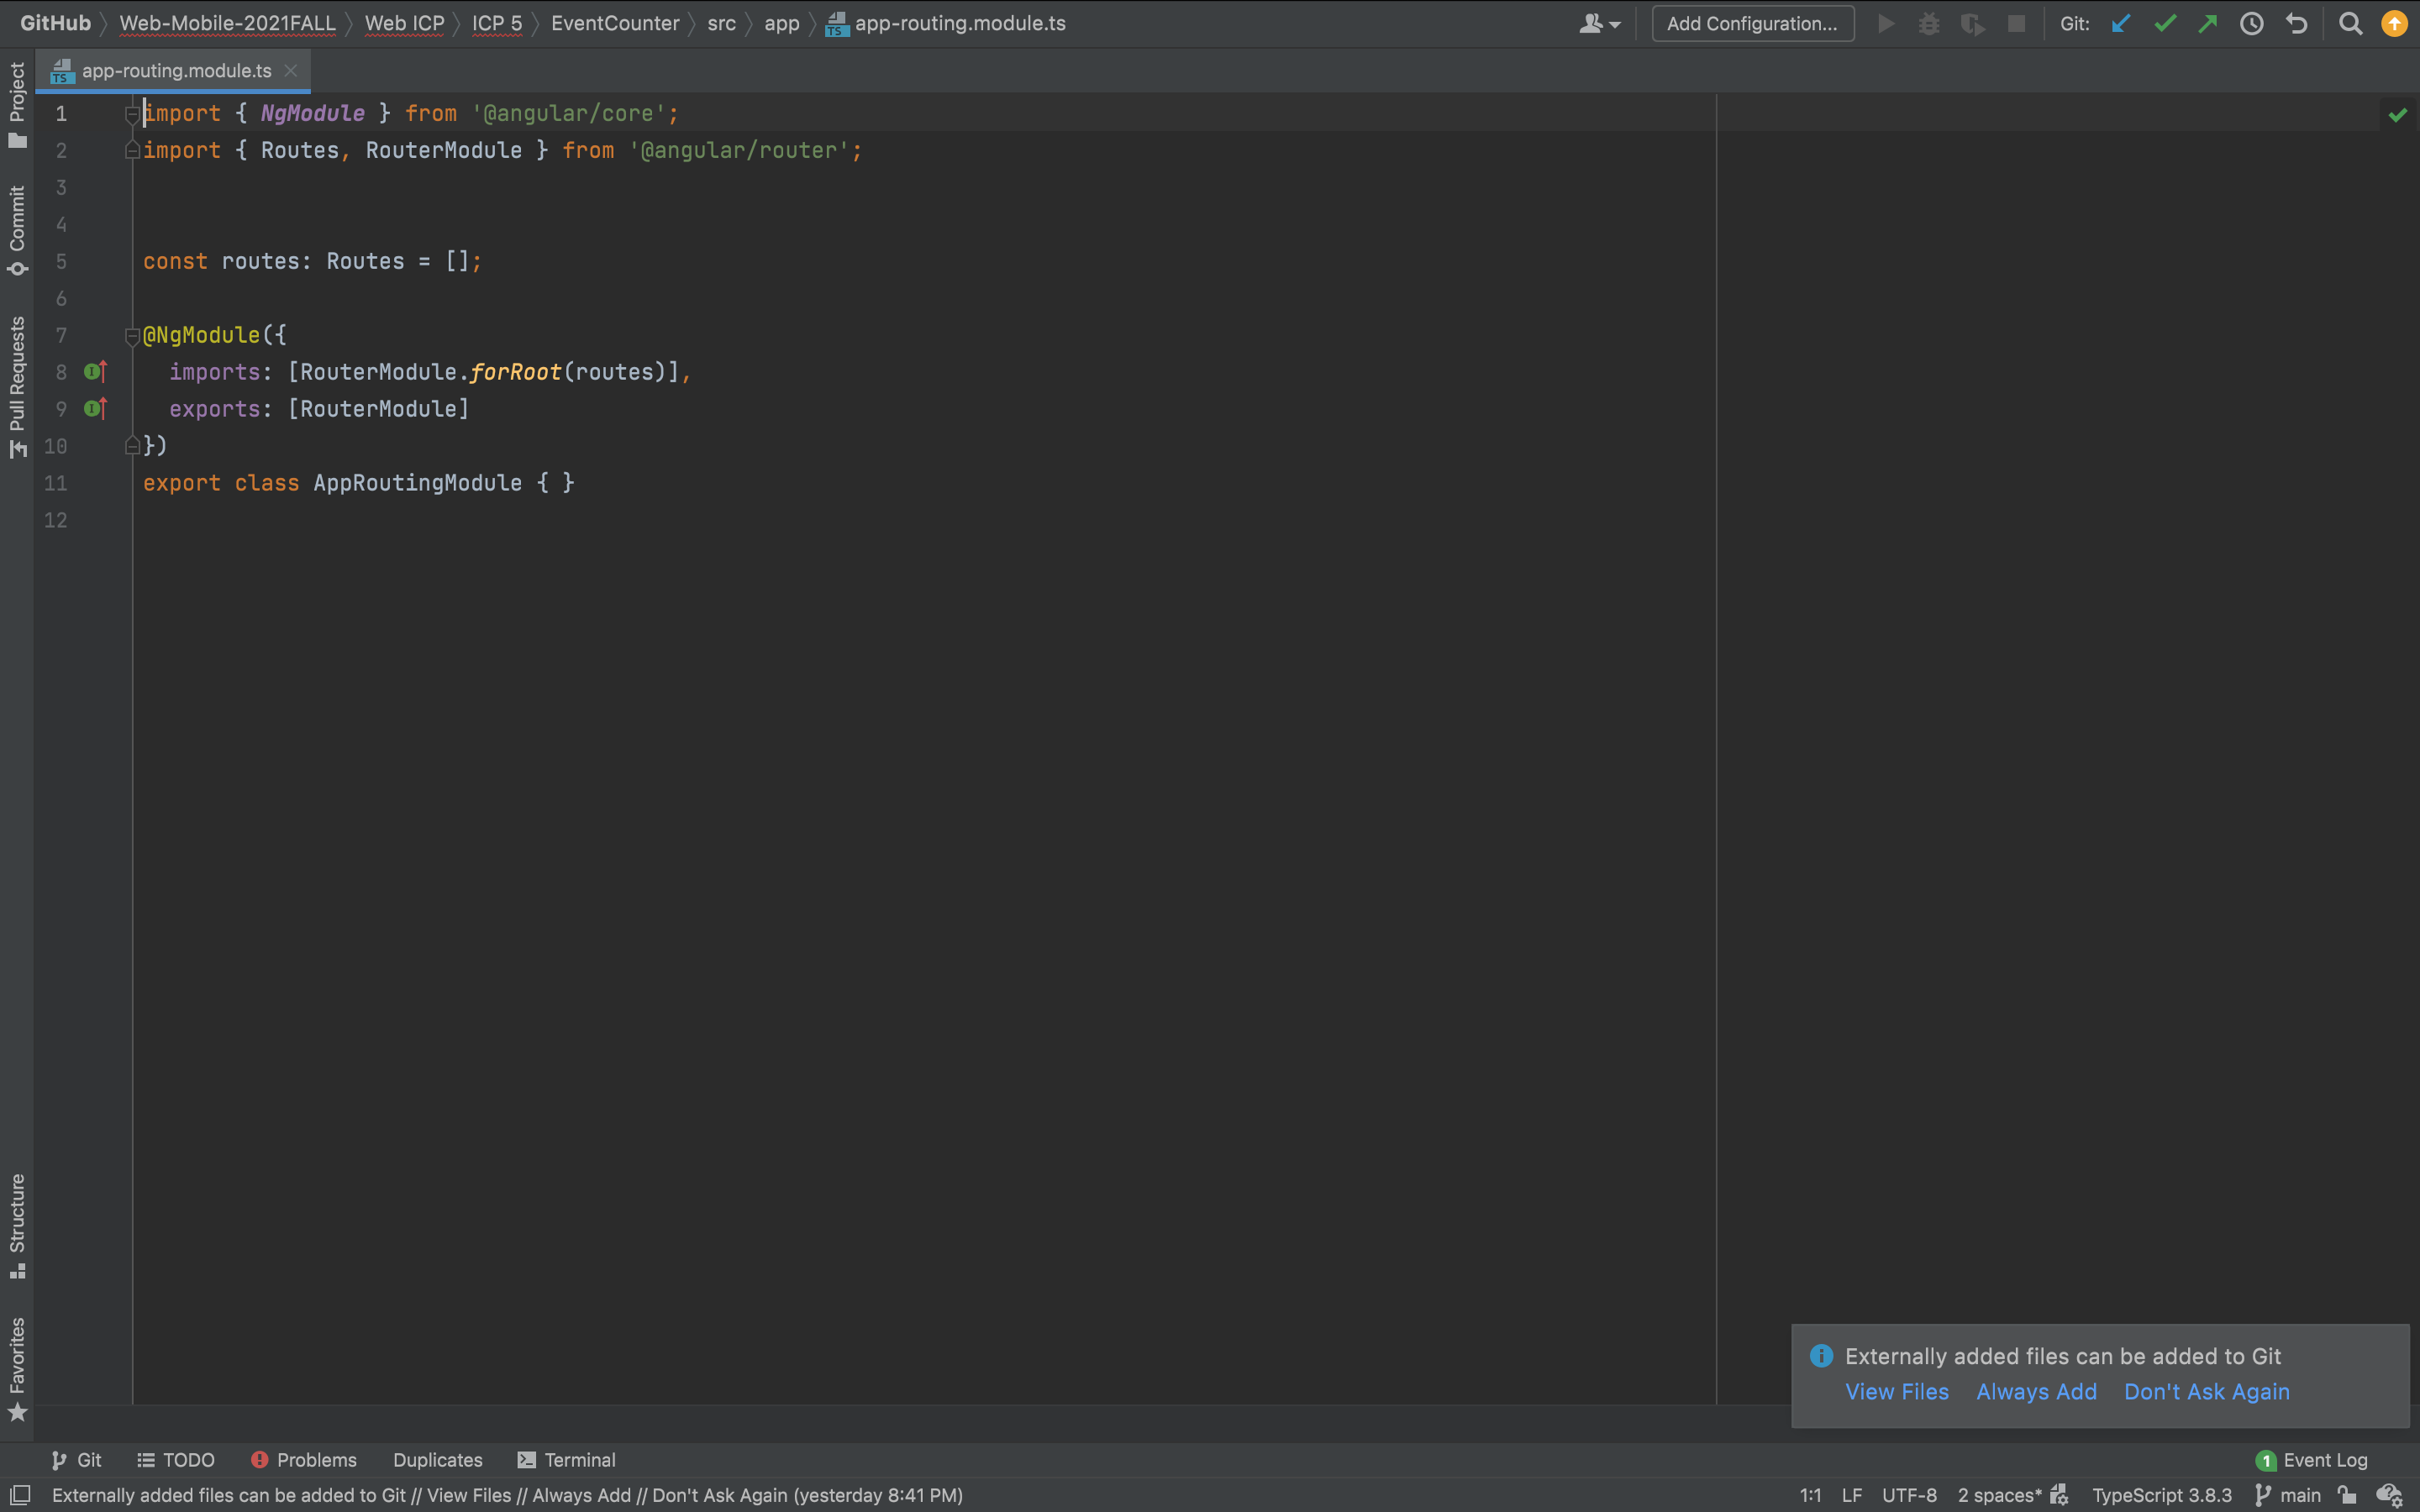 GitHub Web-Mobile-2021FALL Web ICP ICP 5 EventCounter src app app-routing.module.ts Add Configuration... Git:
app-routing.module.ts
Project
Commit
Pull Requests
Structure
Favorites
1 import { NgModule } from '@angular/core';
2 import { Routes, RouterModule } from '@angular/router';
3
4
5 const routes: Routes = [];
6
7 @NgModule({
8 imports: [RouterModule.forRoot(routes)],
9 exports: [RouterModule]
10 })
11 export class AppRoutingModule { }
12
Externally added files can be added to Git
View Files Always Add Don't Ask Again
Git TODO Problems Duplicates Terminal 1 Event Log
Externally added files can be added to Git // View Files // Always Add // Don't Ask Again (yesterday 8:41 PM) 1:1 LF UTF-8 2 spaces* TypeScript 3.8.3 main